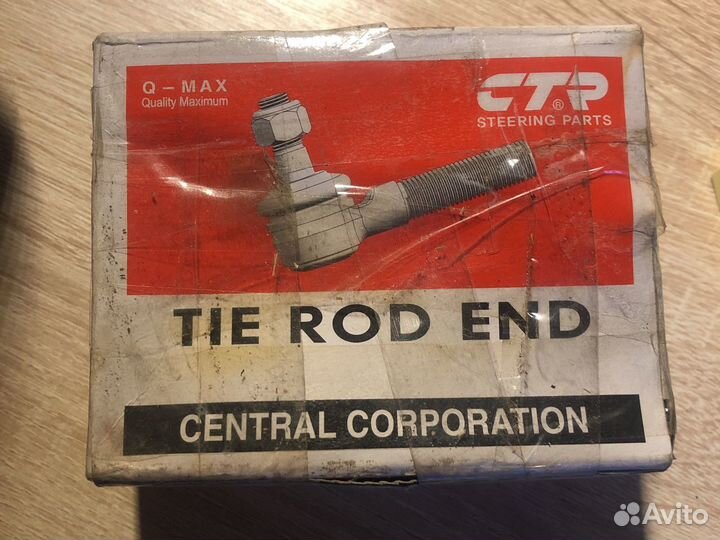 Q – MAX
Quality Maximum
CTP
®
STEERING PARTS
TIE ROD END
CENTRAL CORPORATION
Avito